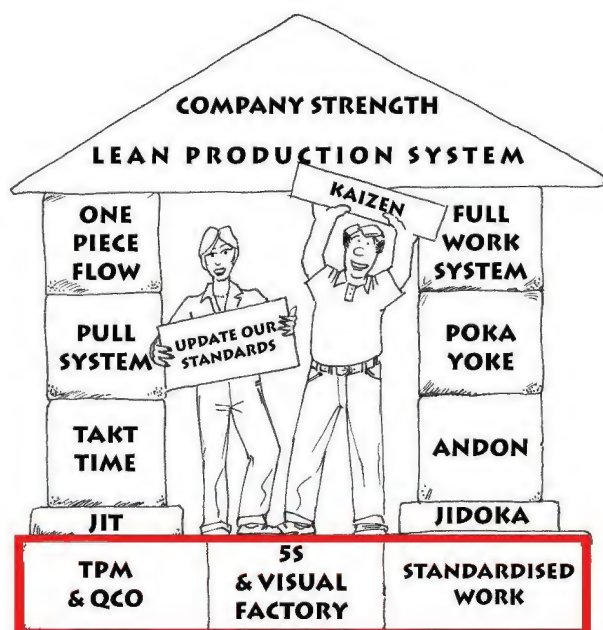 COMPANY STRENGTH
LEAN PRODUCTION SYSTEM
KAIZEN
ONE
PIECE
FLOW
FULL
WORK
SYSTEM
UPDATE OUR
STANDARDS
PULL
SYSTEM
POKA
YOKE
TAKT
TIME
ANDON
JIT
JIDOKA
TPM
& QCO
5S
& VISUAL
FACTORY
STANDARDISED
WORK